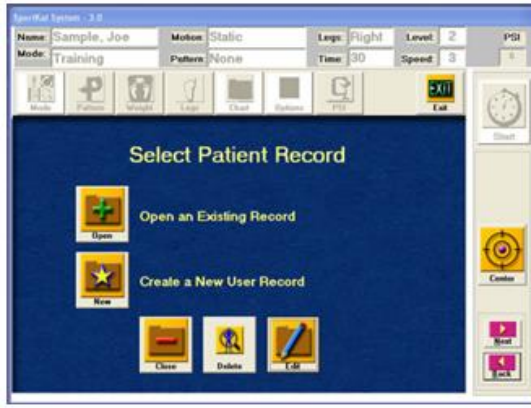 SportKat System - 3.0
Name: Sample, Joe Motion: Static Legs: Right Level: 2 PSI
Mode: Training Pattern: None Time: 30 Speed: 3 6
Mode Pattern Weight Legs Chart Options PSI EXIT Exit
Start
Select Patient Record
Open an Existing Record
Open
Create a New User Record
New
Center
Close Delete Edit
Next
Back